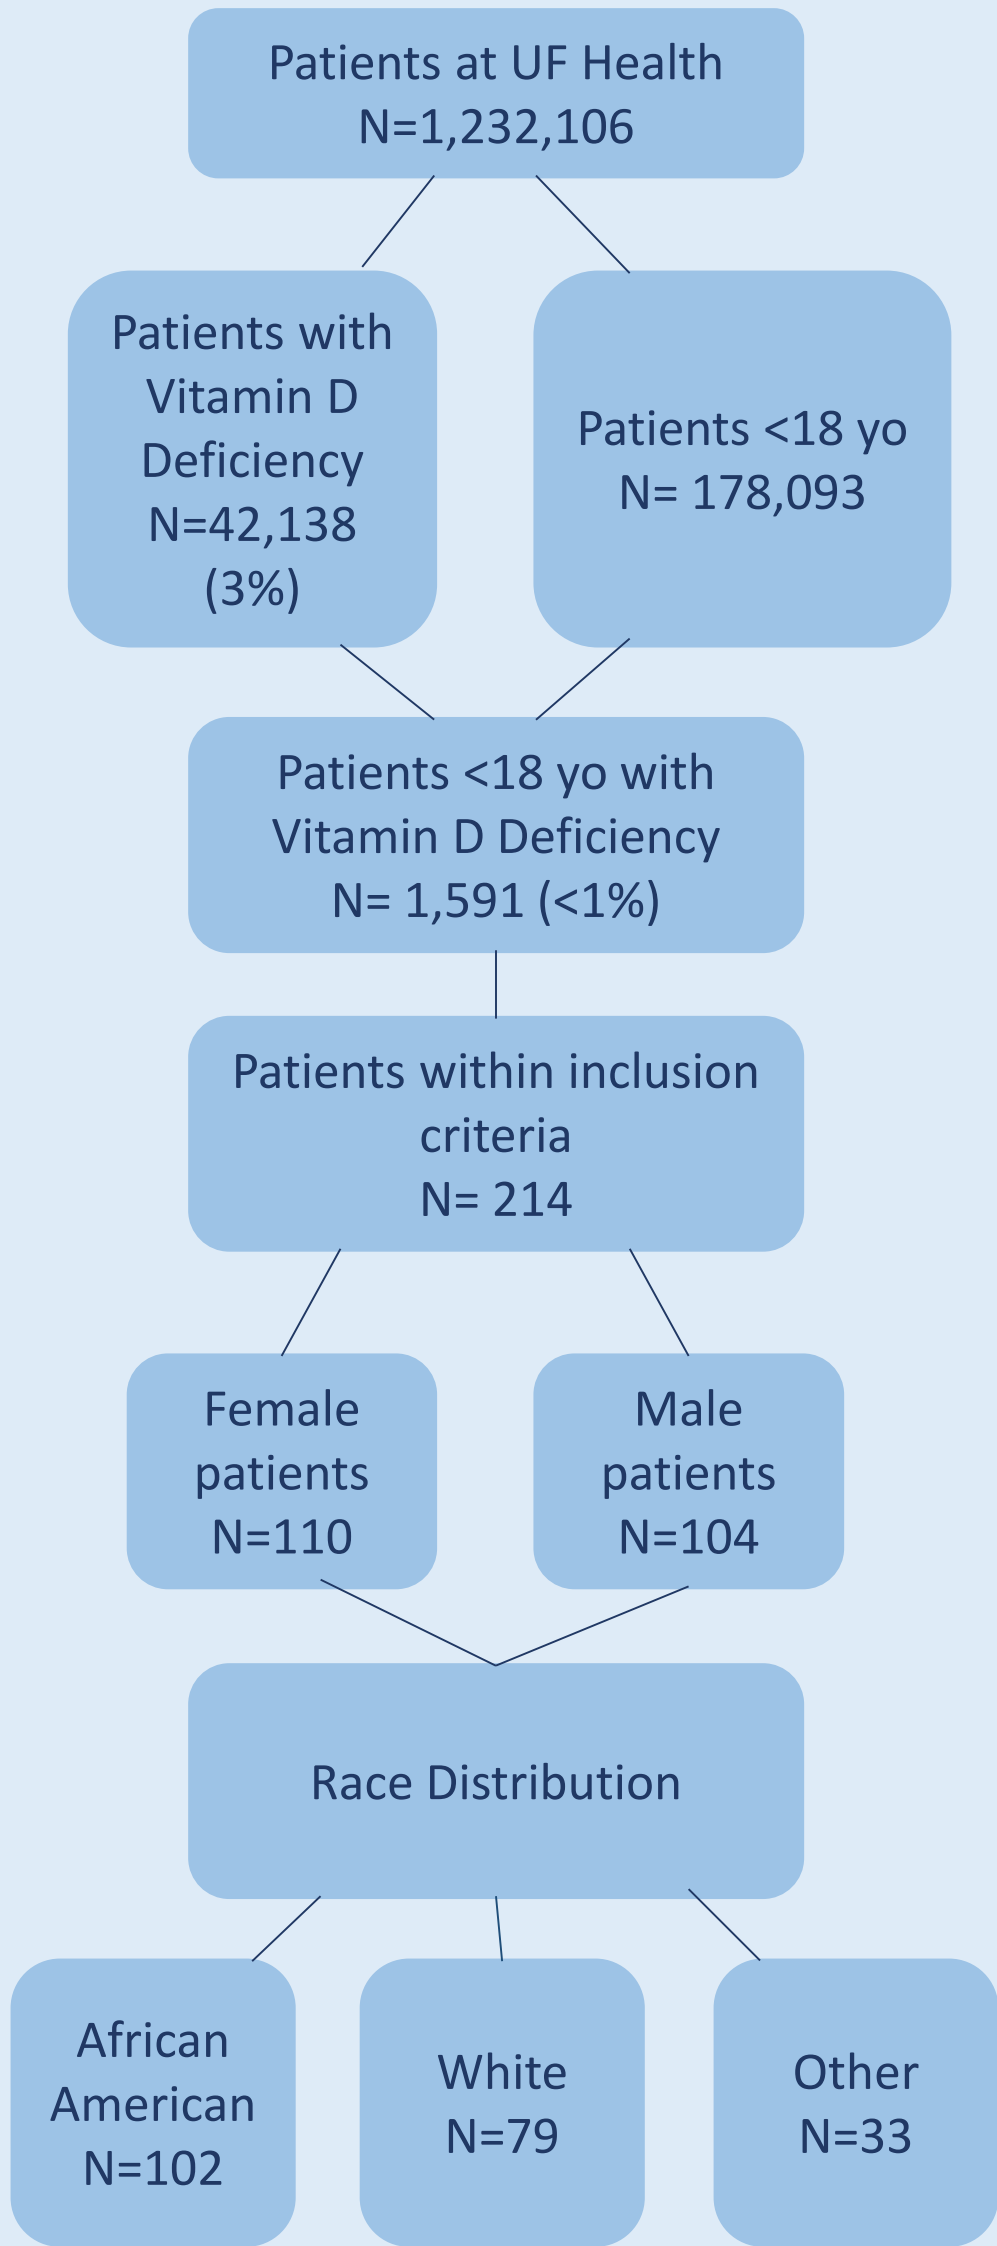 Patients at UF Health
N=1,232,106
Patients with
Vitamin D
Deficiency
N=42,138
(3%)
Patients <18 yo
N= 178,093
Patients <18 yo with
Vitamin D Deficiency
N= 1,591 (<1%)
Patients within inclusion
criteria
N= 214
Female
patients
N=110
Male
patients
N=104
Race Distribution
African
American
N=102
White
N=79
Other
N=33